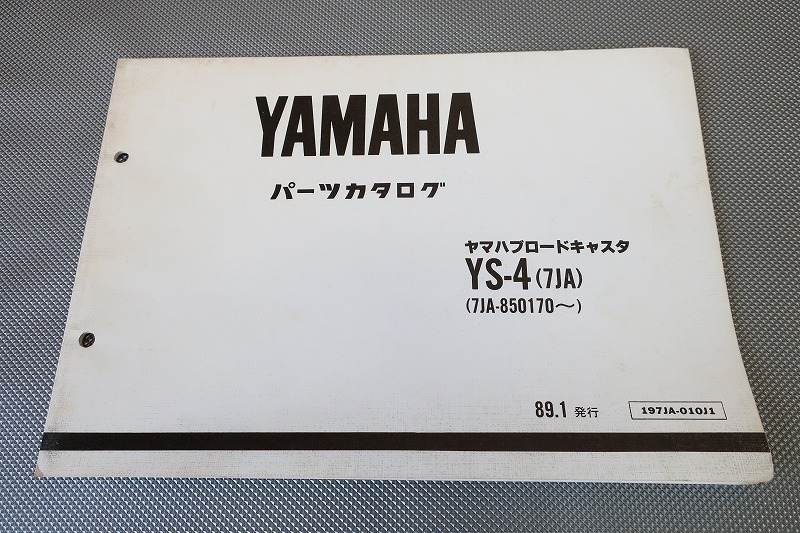 YAMAHA
パーツカタログ
ヤマハブロードキャスタ
YS-4(7JA)
(7JA-850170〜)
89.1 発行
197JA-010J1